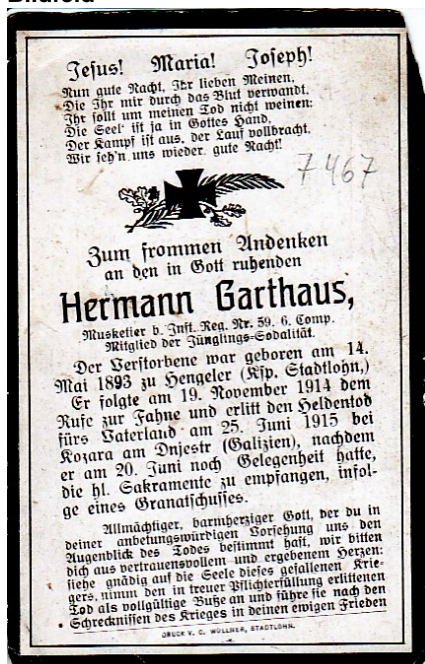 Jesus! Maria! Joseph!
Nun gute Nacht, Ihr lieben Meinen,
Die Ihr mir durch das Blut verwandt,
Ihr sollt um meinen Tod nicht weinen:
Die Seel' ist ja in Gottes Hand,
Der Kampf ist aus, der Lauf vollbracht,
Wir seh'n uns wieder, gute Nacht!
7467
Zum frommen Andenken
an den in Gott ruhenden
Hermann Garthaus,
Musketier b. Inft. Reg. Nr. 59. 6. Comp.
Mitglied der Jünglings-Sodalität.
Der Verstorbene war geboren am 14.
Mai 1893 zu Hengeler (Ksp. Stadtlohn,)
Er folgte am 19. November 1914 dem
Rufe zur Fahne und erlitt den Heldentod
fürs Vaterland am 25. Juni 1915 bei
Kozara am Dnjestr (Galizien), nachdem
er am 20. Juni noch Gelegenheit hatte,
die hl. Sakramente zu empfangen, infol-
ge eines Granatschusses.
Allmächtiger, barmherziger Gott, der du in
deiner anbetungswürdigen Vorsehung uns den
Augenblick des Todes bestimmt hast, wir bitten
dich aus vertrauensvollem und ergebenem Herzen:
siehe gnädig auf die Seele dieses gefallenen Krie-
gers, nimm den in treuer Pflichterfüllung erlittenen
Tod als vollgültige Buße an und führe sie nach den
Schrecknissen des Krieges in deinen ewigen Frieden
DRUCK V. C. WÜLLNER, STADTLOHN.